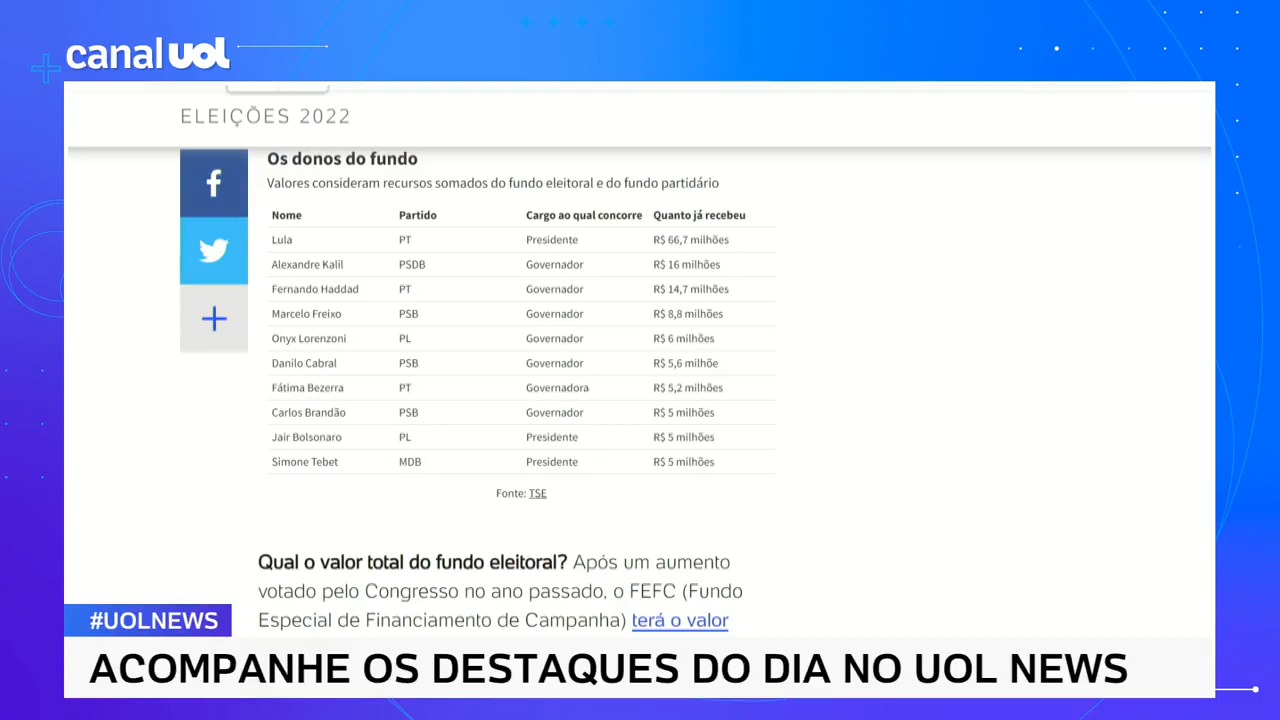 canal uol
ELEIÇÕES 2022
Os donos do fundo
Valores consideram recursos somados do fundo eleitoral e do fundo partidário
Nome Partido Cargo ao qual concorre Quanto já recebeu
Lula PT Presidente R$ 66,7 milhões
Alexandre Kalil PSDB Governador R$ 16 milhões
Fernando Haddad PT Governador R$ 14,7 milhões
Marcelo Freixo PSB Governador R$ 8,8 milhões
Onyx Lorenzoni PL Governador R$ 6 milhões
Danilo Cabral PSB Governador R$ 5,6 milhõe
Fátima Bezerra PT Governadora R$ 5,2 milhões
Carlos Brandão PSB Governador R$ 5 milhões
Jair Bolsonaro PL Presidente R$ 5 milhões
Simone Tebet MDB Presidente R$ 5 milhões
Fonte: TSE
Qual o valor total do fundo eleitoral? Após um aumento
votado pelo Congresso no ano passado, o FEFC (Fundo
Especial de Financiamento de Campanha) terá o valor
#UOLNEWS
ACOMPANHE OS DESTAQUES DO DIA NO UOL NEWS